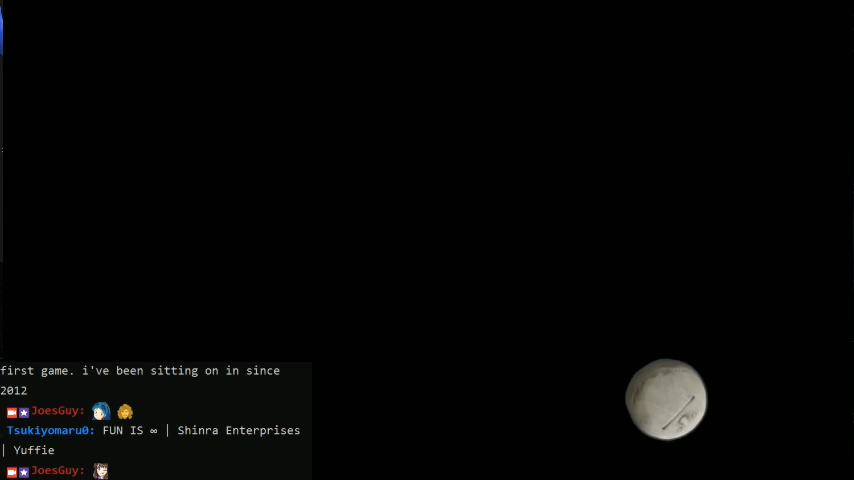 first game. i've been sitting on in since
2012
JoesGuy:
Tsukiyomaru0: FUN IS ∞ | Shinra Enterprises
| Yuffie
JoesGuy: